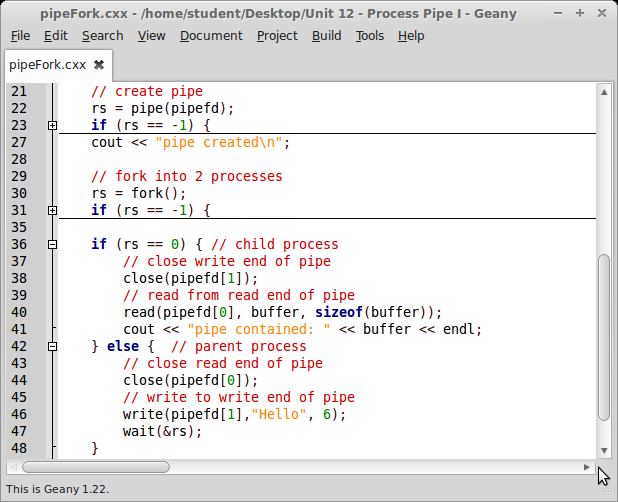 pipeFork.cxx - /home/student/Desktop/Unit 12 - Process Pipe I - Geany
File Edit Search View Document Project Build Tools Help
pipeFork.cxx
21 // create pipe
22 rs = pipe(pipefd);
23 if (rs == -1) {
27 cout << "pipe created\n";
28
29 // fork into 2 processes
30 rs = fork();
31 if (rs == -1) {
35
36 if (rs == 0) { // child process
37 // close write end of pipe
38 close(pipefd[1]);
39 // read from read end of pipe
40 read(pipefd[0], buffer, sizeof(buffer));
41 cout << "pipe contained: " << buffer << endl;
42 } else {  // parent process
43 // close read end of pipe
44 close(pipefd[0]);
45 // write to write end of pipe
46 write(pipefd[1],"Hello", 6);
47 wait(&rs);
48 }
This is Geany 1.22.